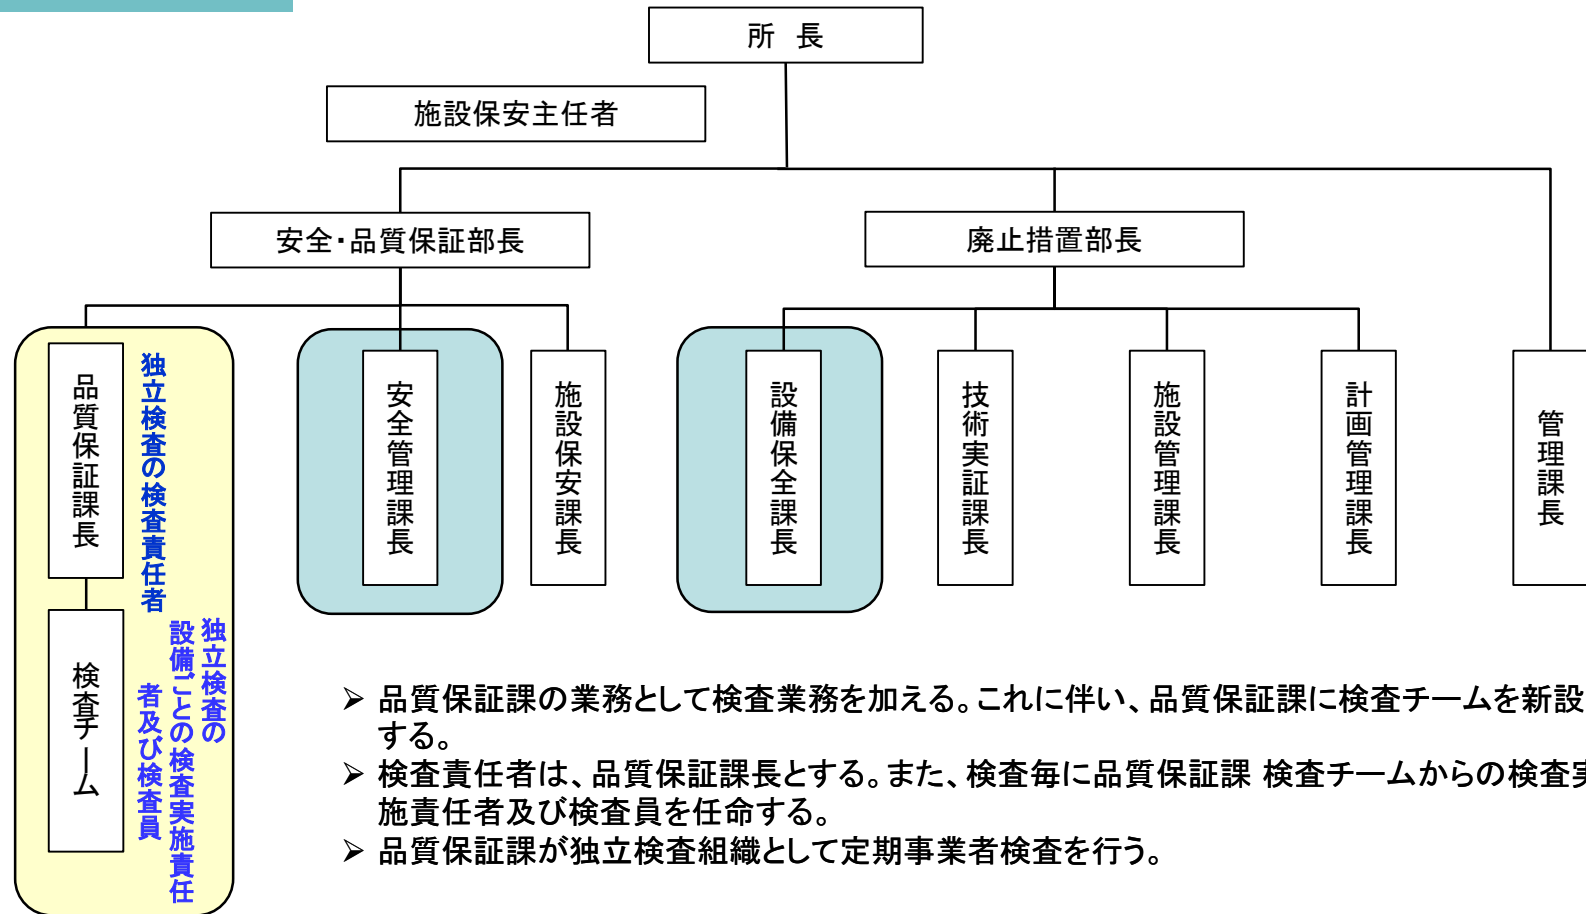 所 長
施設保安主任者
安全・品質保証部長
廃止措置部長
品質保証課長
独立検査の検査責任者
安全管理課長
施設保安課長
設備保全課長
技術実証課長
施設管理課長
計画管理課長
管理課長
検査チーム
独立検査の
設備ごとの検査実施責任
者及び検査員
➢ 品質保証課の業務として検査業務を加える。これに伴い、品質保証課に検査チームを新設
する。
➢ 検査責任者は、品質保証課長とする。また、検査毎に品質保証課 検査チームからの検査実
施責任者及び検査員を任命する。
➢ 品質保証課が独立検査組織として定期事業者検査を行う。